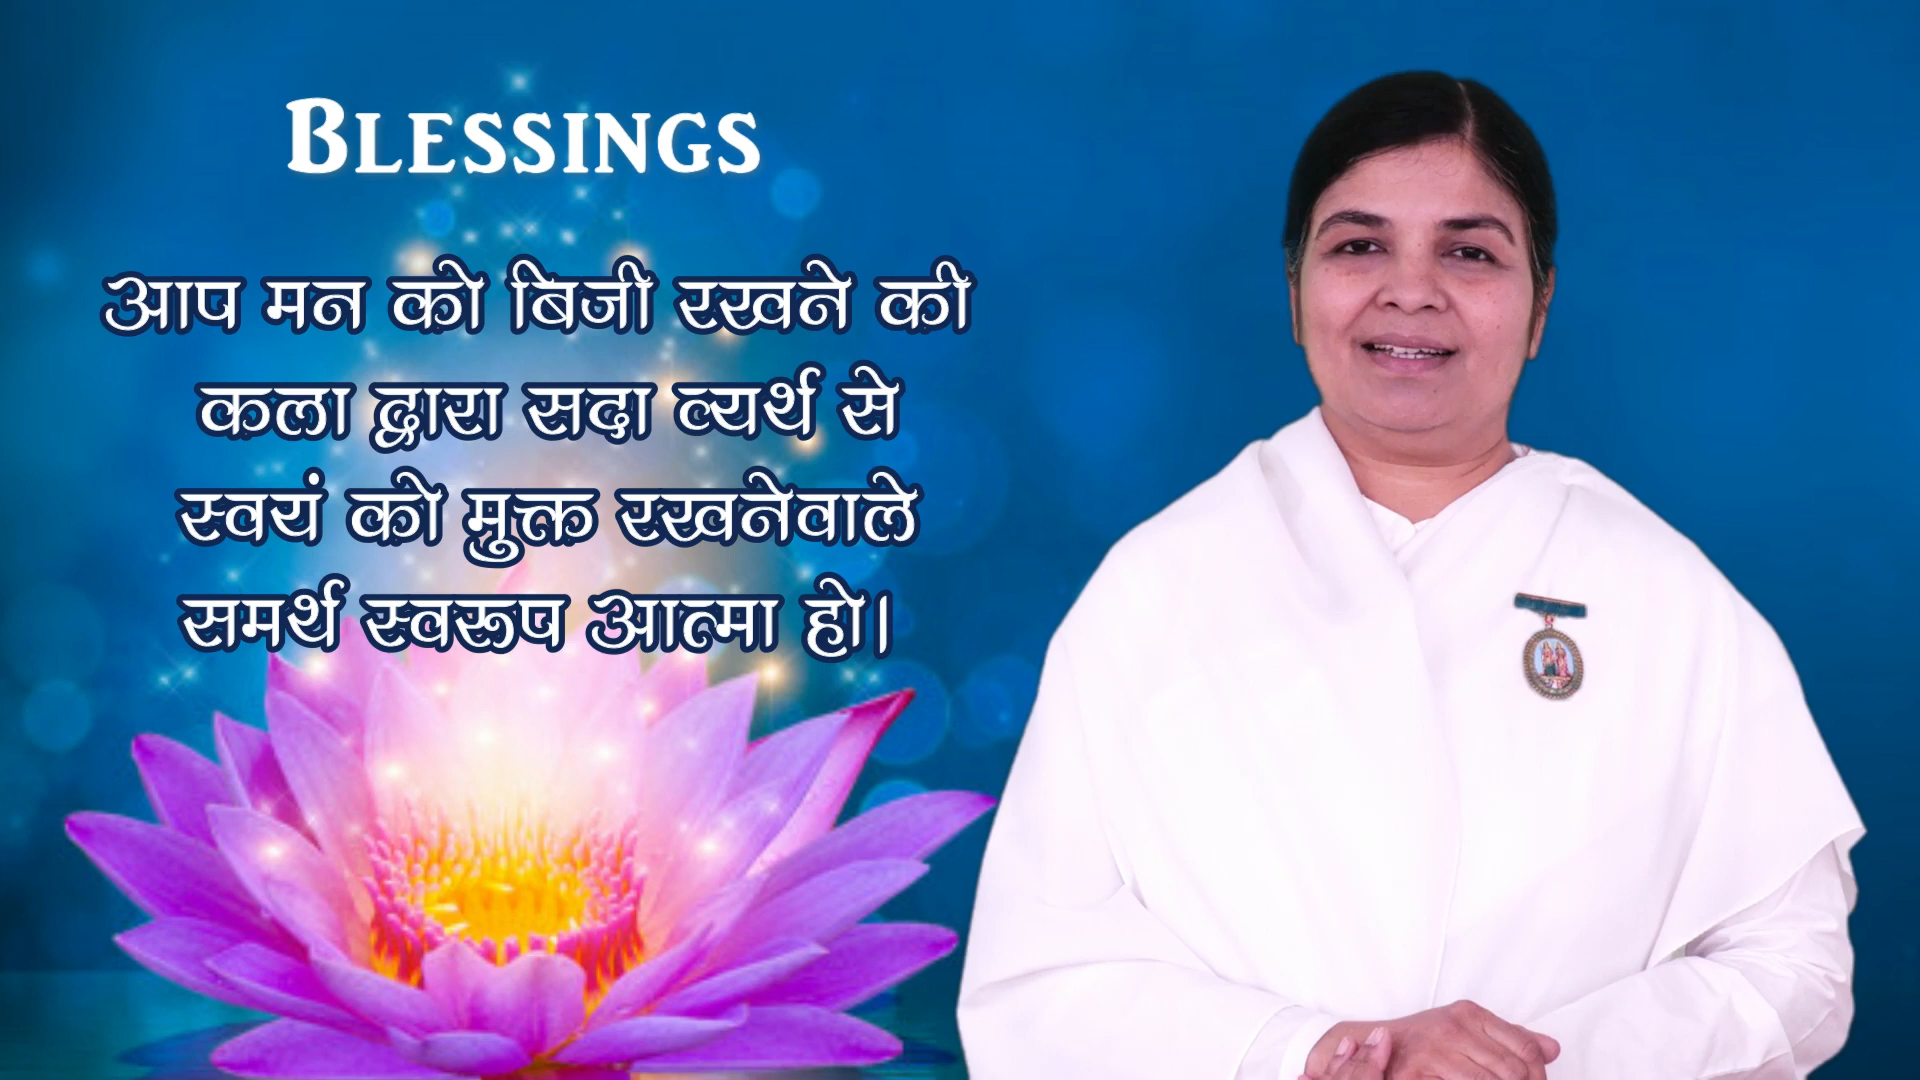 Blessings
आप मन को बिजी रखने की
कला द्वारा सदा व्यर्थ से
स्वयं को मुक्त रखनेवाले
समर्थ स्वरूप आत्मा हो।